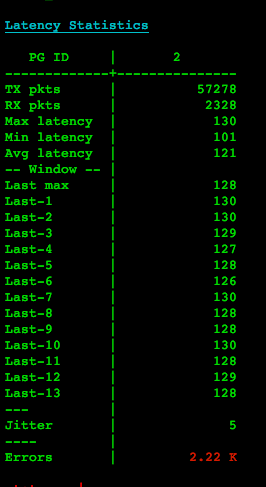 Latency Statistics
PG ID | 2
-------------+----------------
TX pkts | 57278
RX pkts | 2328
Max latency | 130
Min latency | 101
Avg latency | 121
-- Window -- |
Last max | 128
Last-1 | 130
Last-2 | 130
Last-3 | 129
Last-4 | 127
Last-5 | 128
Last-6 | 126
Last-7 | 130
Last-8 | 128
Last-9 | 128
Last-10 | 130
Last-11 | 128
Last-12 | 129
Last-13 | 128
--- |
Jitter | 5
---- |
Errors | 2.22 K